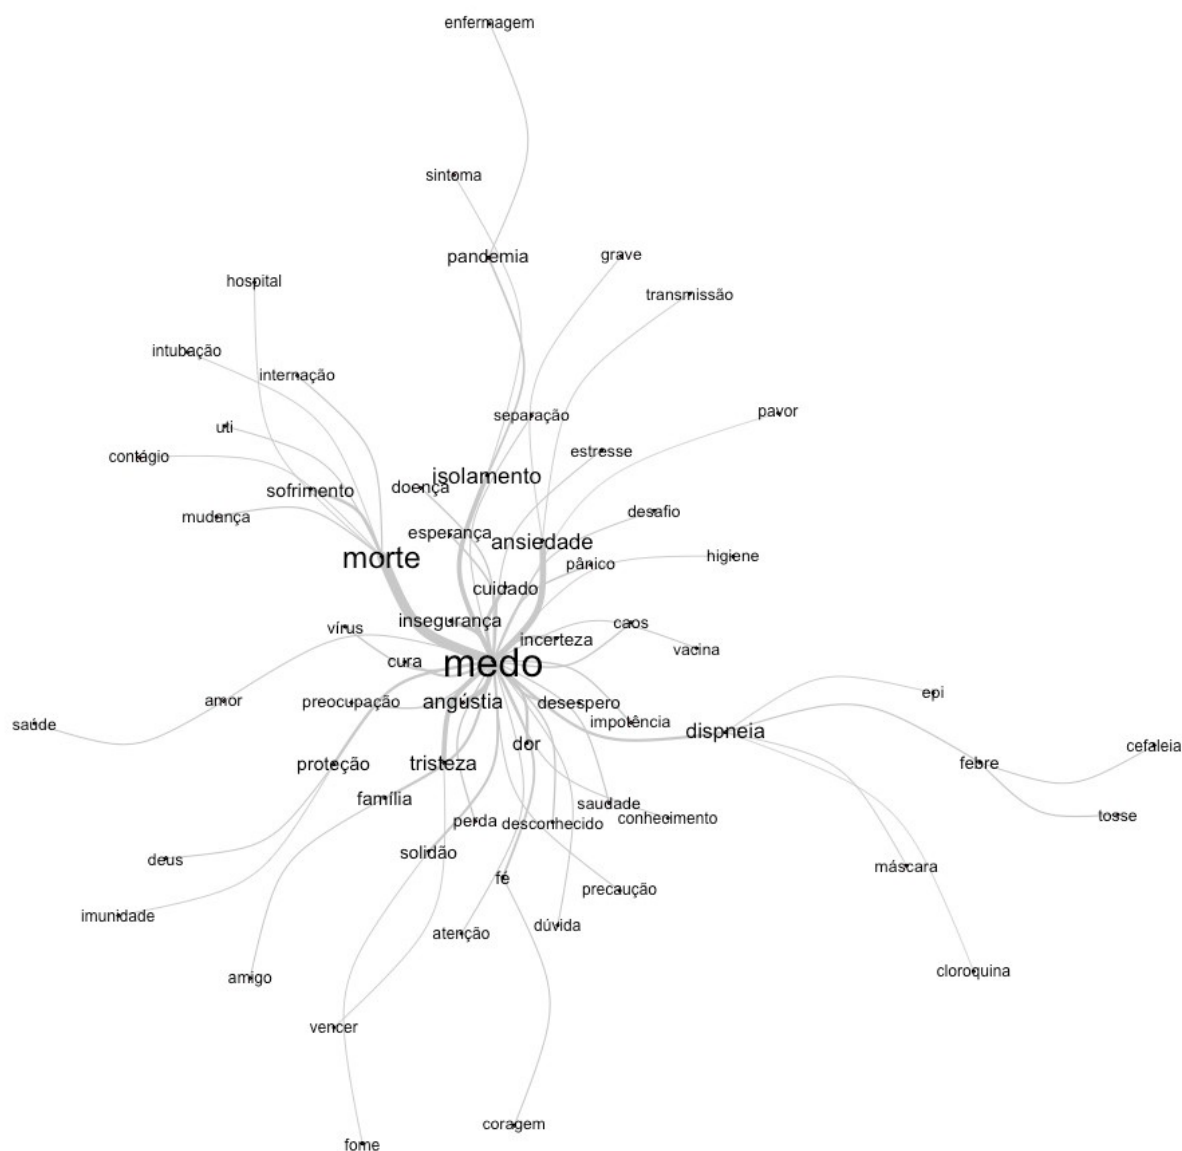 enfermagem
sintoma
pandemia
grave
hospital
transmissão
intubação
internação
separação
pavor
uti
estresse
contágio
isolamento
doença
sofrimento
mudança
desafio
esperança
ansiedade
morte
pânico
higiene
cuidado
insegurança
vírus
caos
incerteza
vacina
cura
medo
epi
amor
preocupação
angústia
desespero
saúde
impotência
dispneia
dor
cefaleia
proteção
tristeza
febre
família
saudade
tosse
perda
desconhecido
conhecimento
solidão
deus
máscara
fé
precaução
imunidade
dúvida
atenção
cloroquina
amigo
vencer
coragem
fome